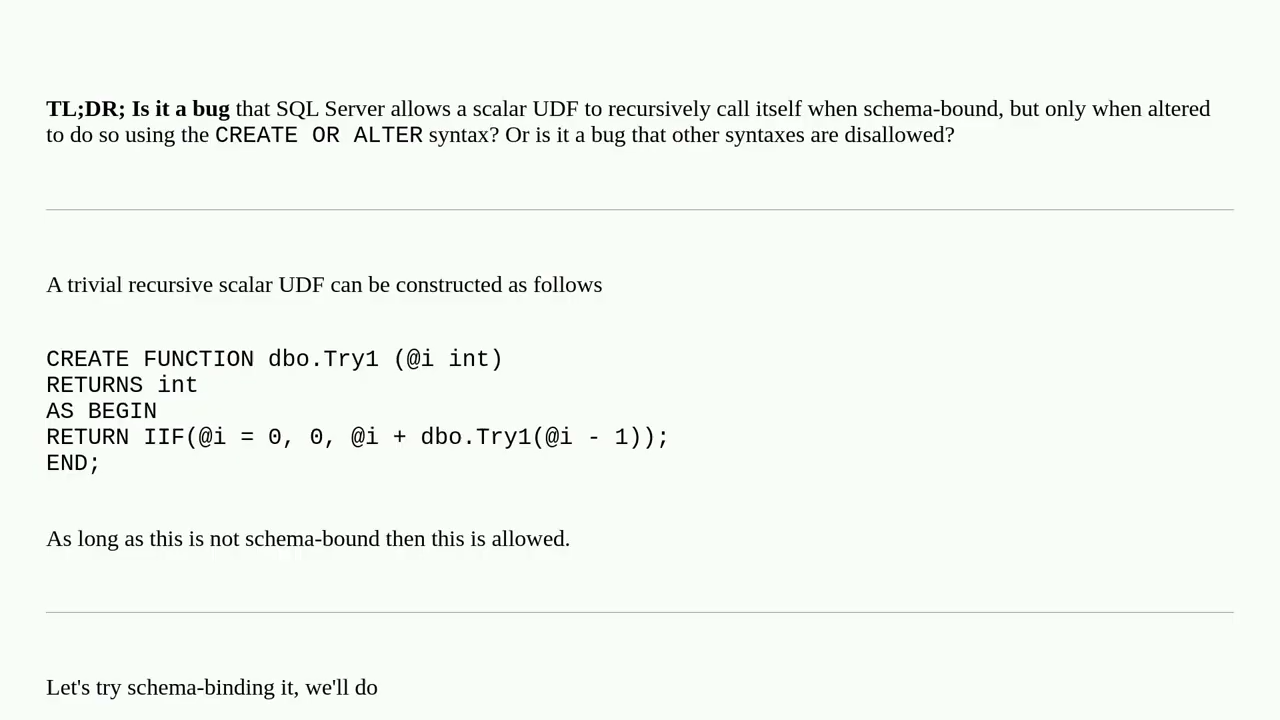 TL;DR; Is it a bug that SQL Server allows a scalar UDF to recursively call itself when schema-bound, but only when altered
to do so using the CREATE OR ALTER syntax? Or is it a bug that other syntaxes are disallowed?
A trivial recursive scalar UDF can be constructed as follows
CREATE FUNCTION dbo.Try1 (@i int)
RETURNS int
AS BEGIN
RETURN IIF(@i = 0, 0, @i + dbo.Try1(@i - 1));
END;
As long as this is not schema-bound then this is allowed.
Let's try schema-binding it, we'll do